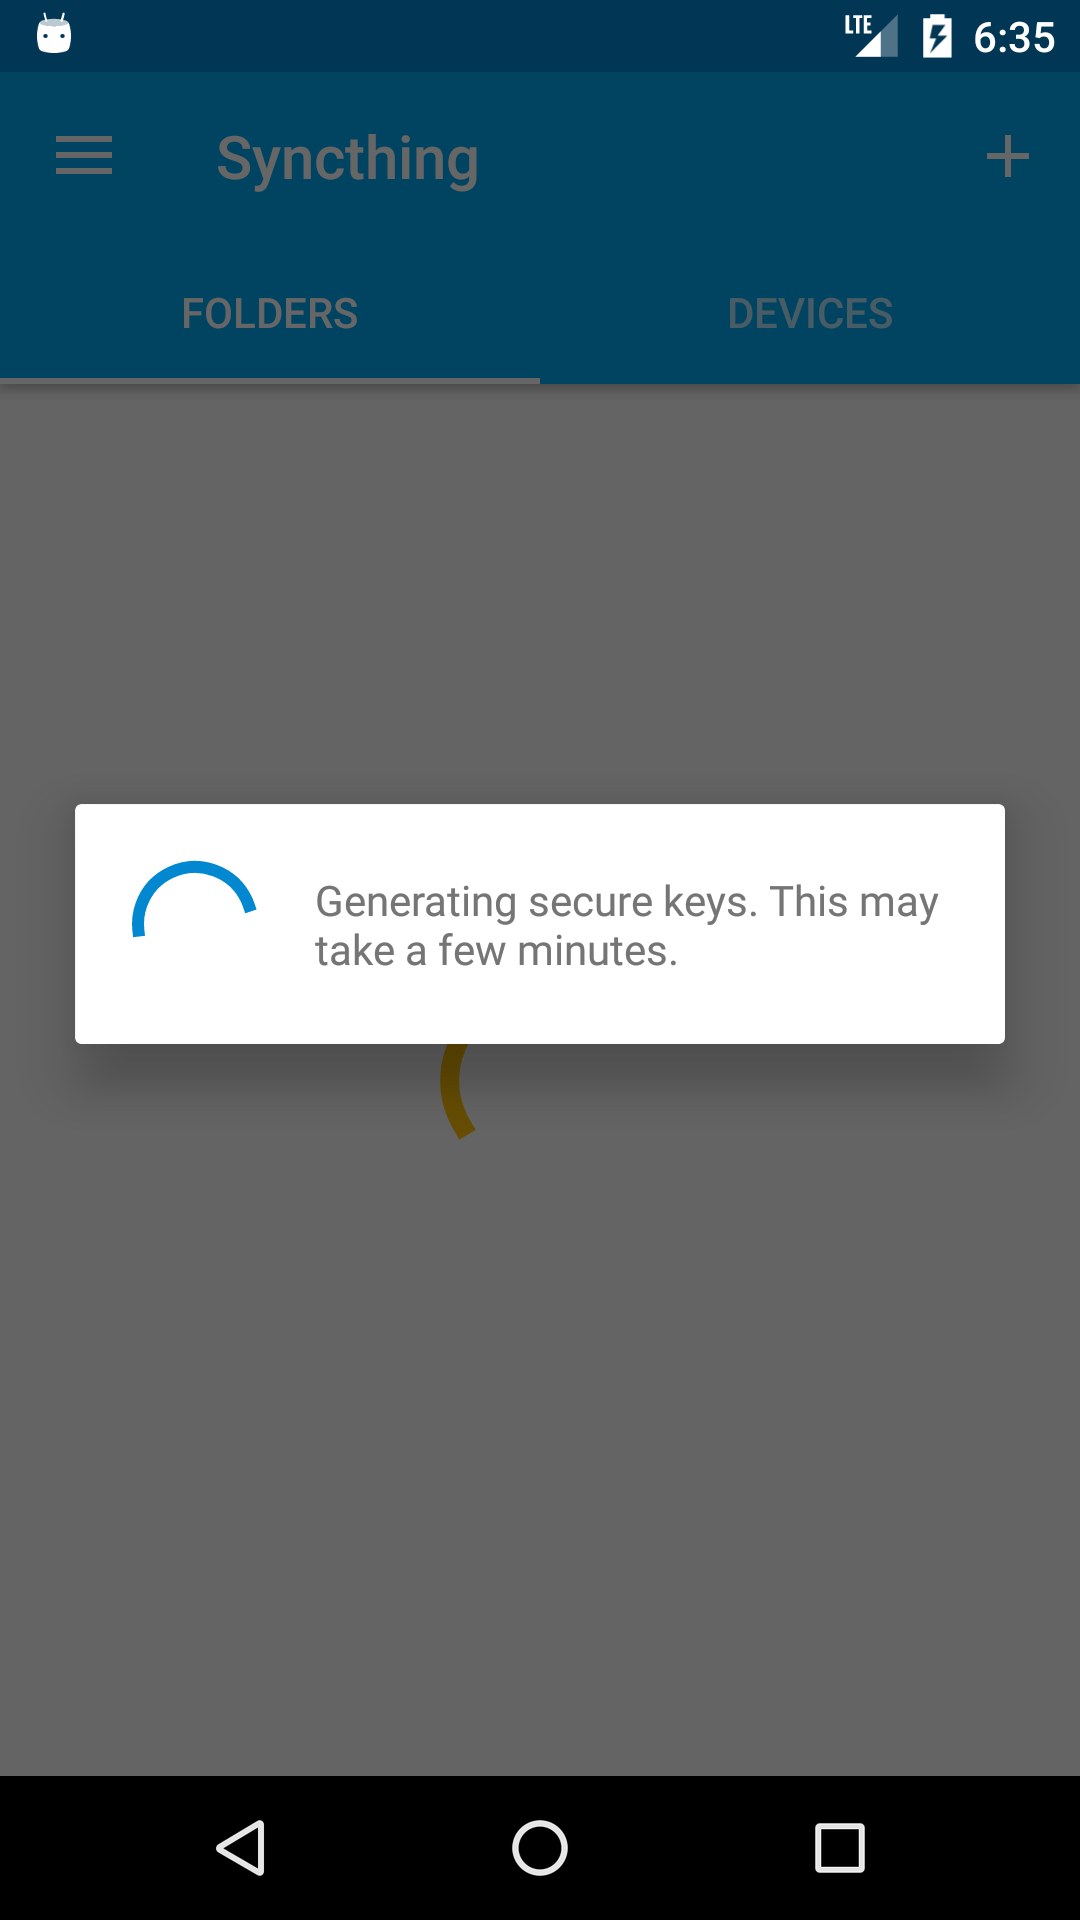 LTE 6:35
Syncthing
FOLDERS DEVICES
Generating secure keys. This may
take a few minutes.